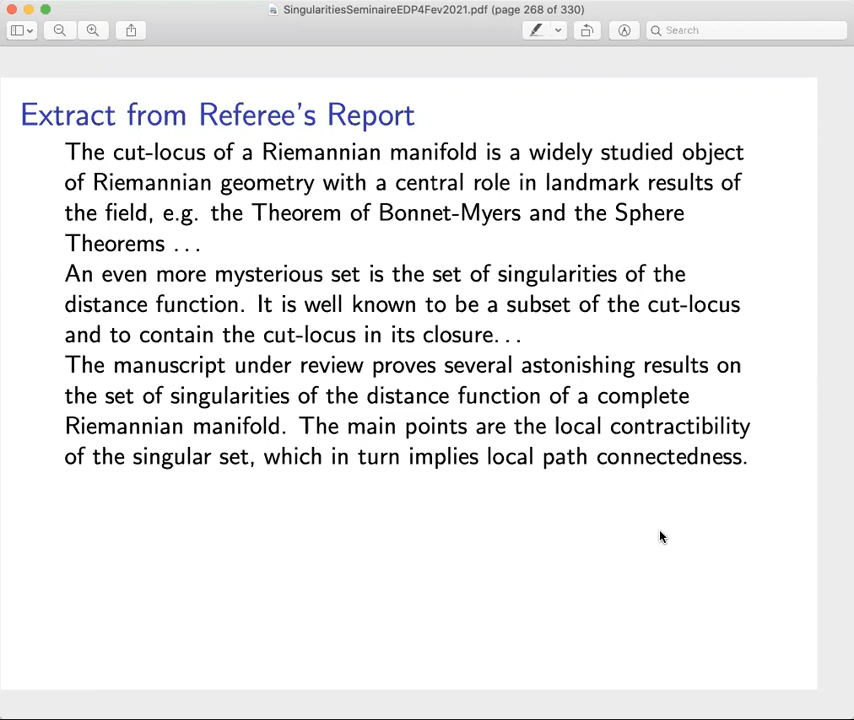 SingularitiesSeminaireEDP4Fev2021.pdf (page 268 of 330)
Search
Extract from Referee's Report
The cut-locus of a Riemannian manifold is a widely studied object
of Riemannian geometry with a central role in landmark results of
the field, e.g. the Theorem of Bonnet-Myers and the Sphere
Theorems ...
An even more mysterious set is the set of singularities of the
distance function. It is well known to be a subset of the cut-locus
and to contain the cut-locus in its closure...
The manuscript under review proves several astonishing results on
the set of singularities of the distance function of a complete
Riemannian manifold. The main points are the local contractibility
of the singular set, which in turn implies local path connectedness.